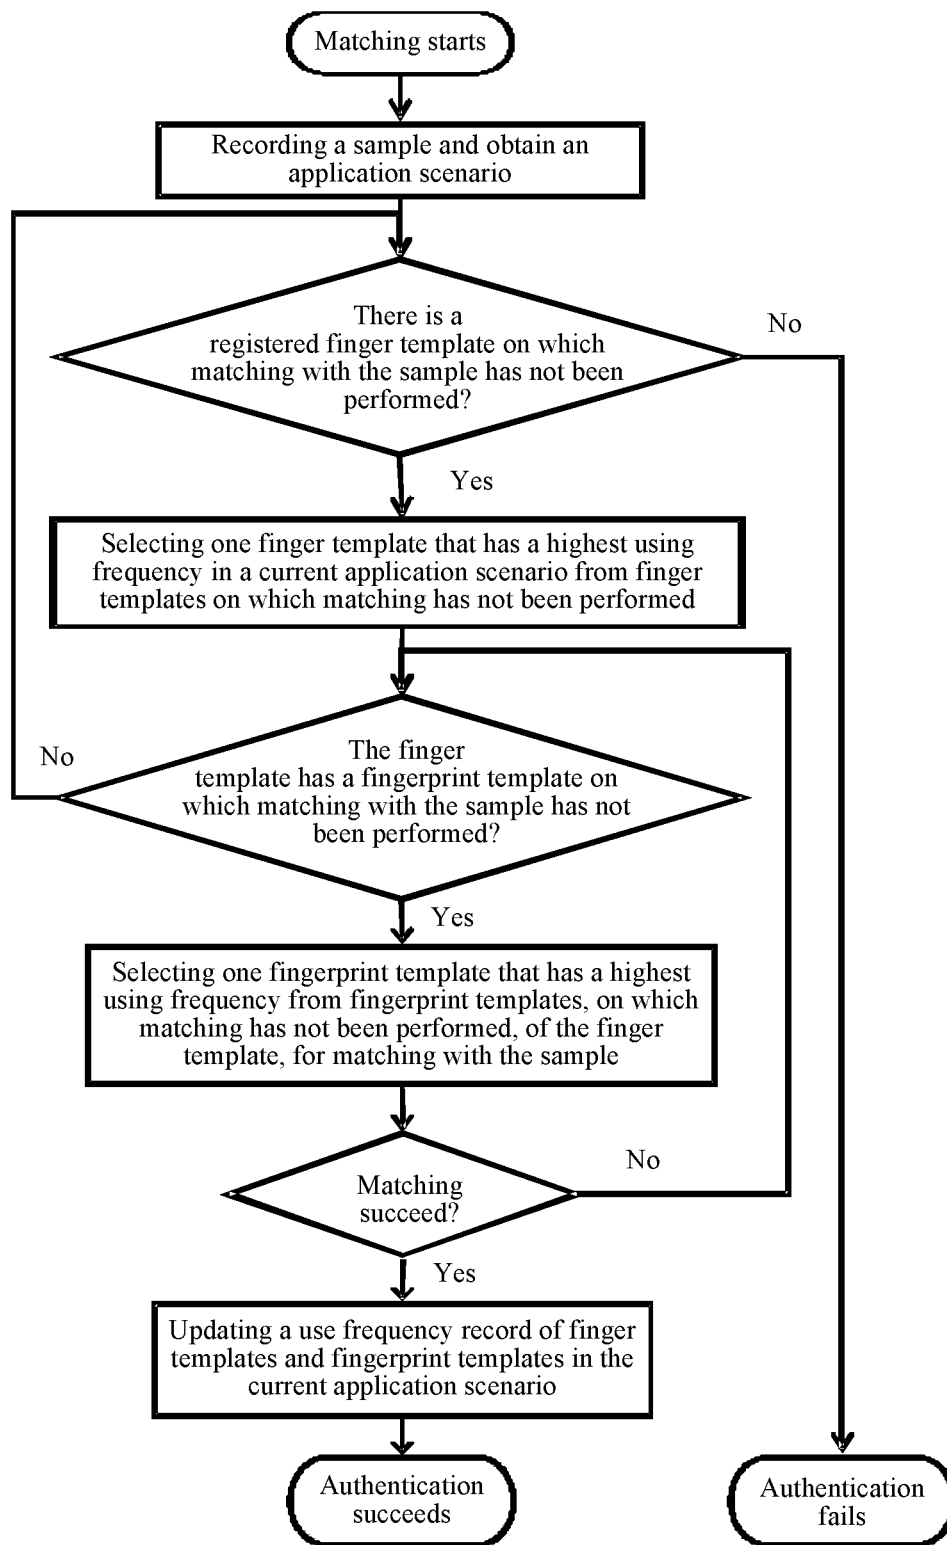 Matching starts
Recording a sample and obtain an
application scenario
There is a
registered finger template on which
matching with the sample has not been
performed?
No
Yes
Selecting one finger template that has a highest using
frequency in a current application scenario from finger
templates on which matching has not been performed
No
The finger
template has a fingerprint template on
which matching with the sample has not
been performed?
Yes
Selecting one fingerprint template that has a highest
using frequency from fingerprint templates, on which
matching has not been performed, of the finger
template, for matching with the sample
No
Matching
succeed?
Yes
Updating a use frequency record of finger
templates and fingerprint templates in the
current application scenario
Authentication
succeeds
Authentication
fails